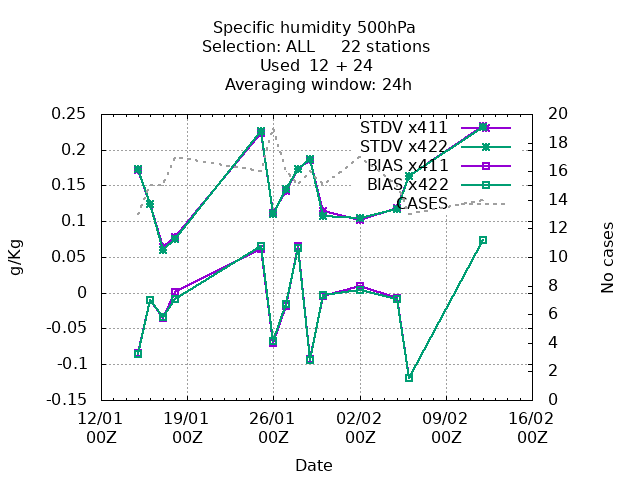 Specific humidity 500hPa
Selection: ALL 22 stations
Used 12 + 24
Averaging window: 24h
STDV x411
STDV x422
BIAS x411
BIAS x422
CASES
g/Kg
0.25
0.2
0.15
0.1
0.05
0
-0.05
-0.1
-0.15
No cases
20
18
16
14
12
10
8
6
4
2
0
12/01 19/01 26/01 02/02 09/02 16/02
00Z 00Z 00Z 00Z 00Z 00Z
Date